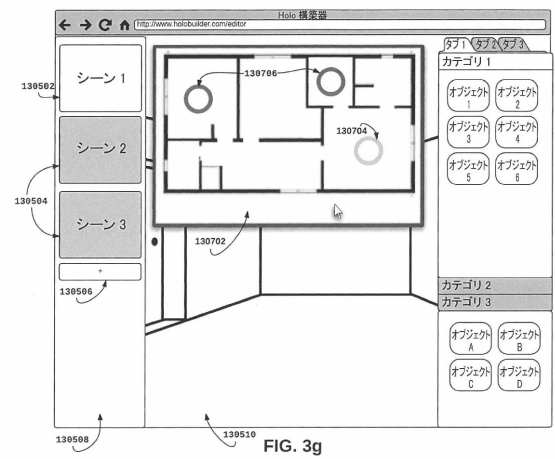 Holo 構築器
http://www.holobuilder.com/editor
タブ 1 タブ 2 タブ 3
カテゴリ 1
シーン 1
130502
シーン 2
130504
シーン 3
+
130506
130706
130704
130702
オブジェクト
1
オブジェクト
2
オブジェクト
3
オブジェクト
4
オブジェクト
5
オブジェクト
6
カテゴリ 2
カテゴリ 3
オブジェクト
A
オブジェクト
B
オブジェクト
C
オブジェクト
D
130508
130510
FIG. 3g